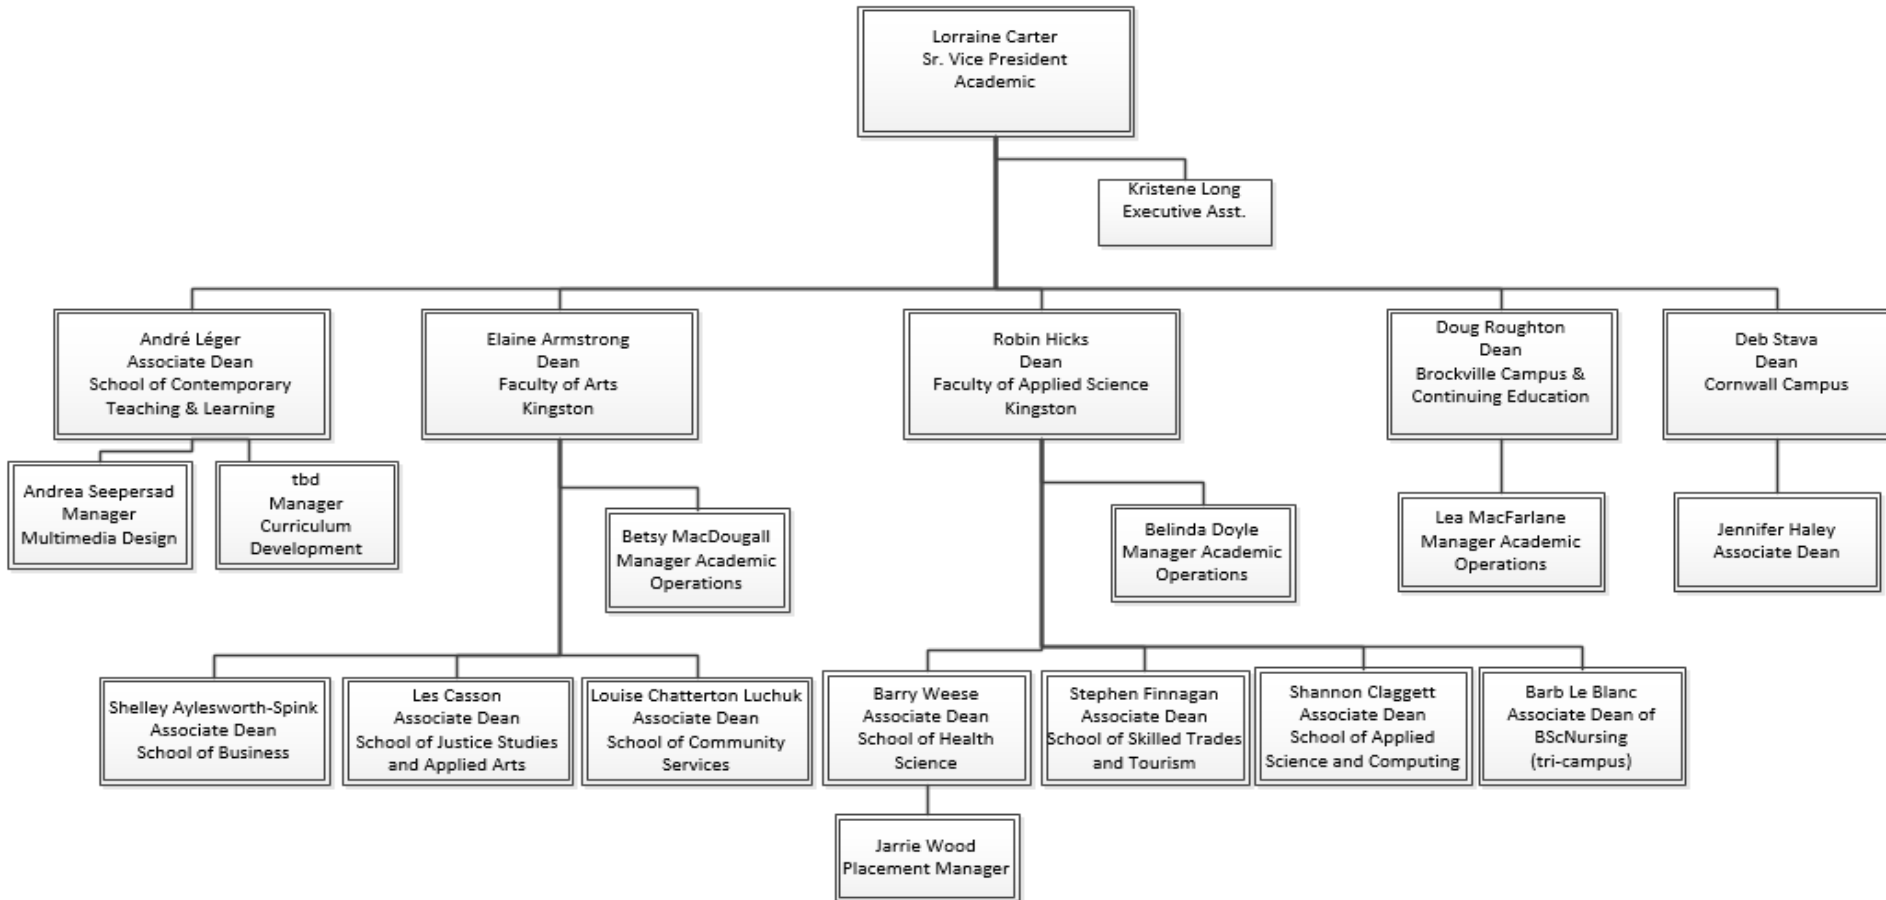 Lorraine Carter
Sr. Vice President
Academic
Kristene Long
Executive Asst.
André Léger
Associate Dean
School of Contemporary
Teaching & Learning
Elaine Armstrong
Dean
Faculty of Arts
Kingston
Robin Hicks
Dean
Faculty of Applied Science
Kingston
Doug Roughton
Dean
Brockville Campus &
Continuing Education
Deb Stava
Dean
Cornwall Campus
Andrea Seepersad
Manager
Multimedia Design
tbd
Manager
Curriculum
Development
Betsy MacDougall
Manager Academic
Operations
Belinda Doyle
Manager Academic
Operations
Lea MacFarlane
Manager Academic
Operations
Jennifer Haley
Associate Dean
Shelley Aylesworth-Spink
Associate Dean
School of Business
Les Casson
Associate Dean
School of Justice Studies
and Applied Arts
Louise Chatterton Luchuk
Associate Dean
School of Community
Services
Barry Weese
Associate Dean
School of Health
Science
Stephen Finnagan
Associate Dean
School of Skilled Trades
and Tourism
Shannon Claggett
Associate Dean
School of Applied
Science and Computing
Barb Le Blanc
Associate Dean of
BScNursing
(tri-campus)
Jarrie Wood
Placement Manager